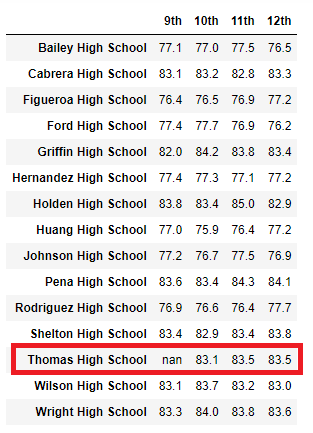 9th 10th 11th 12th
Bailey High School 77.1 77.0 77.5 76.5
Cabrera High School 83.1 83.2 82.8 83.3
Figueroa High School 76.4 76.5 76.9 77.2
Ford High School 77.4 77.7 76.9 76.2
Griffin High School 82.0 84.2 83.8 83.4
Hernandez High School 77.4 77.3 77.1 77.2
Holden High School 83.8 83.4 85.0 82.9
Huang High School 77.0 75.9 76.4 77.2
Johnson High School 77.2 76.7 77.5 76.9
Pena High School 83.6 83.4 84.3 84.1
Rodriguez High School 76.9 76.6 76.4 77.7
Shelton High School 83.4 82.9 83.4 83.8
Thomas High School nan 83.1 83.5 83.5
Wilson High School 83.1 83.7 83.2 83.0
Wright High School 83.3 84.0 83.8 83.6